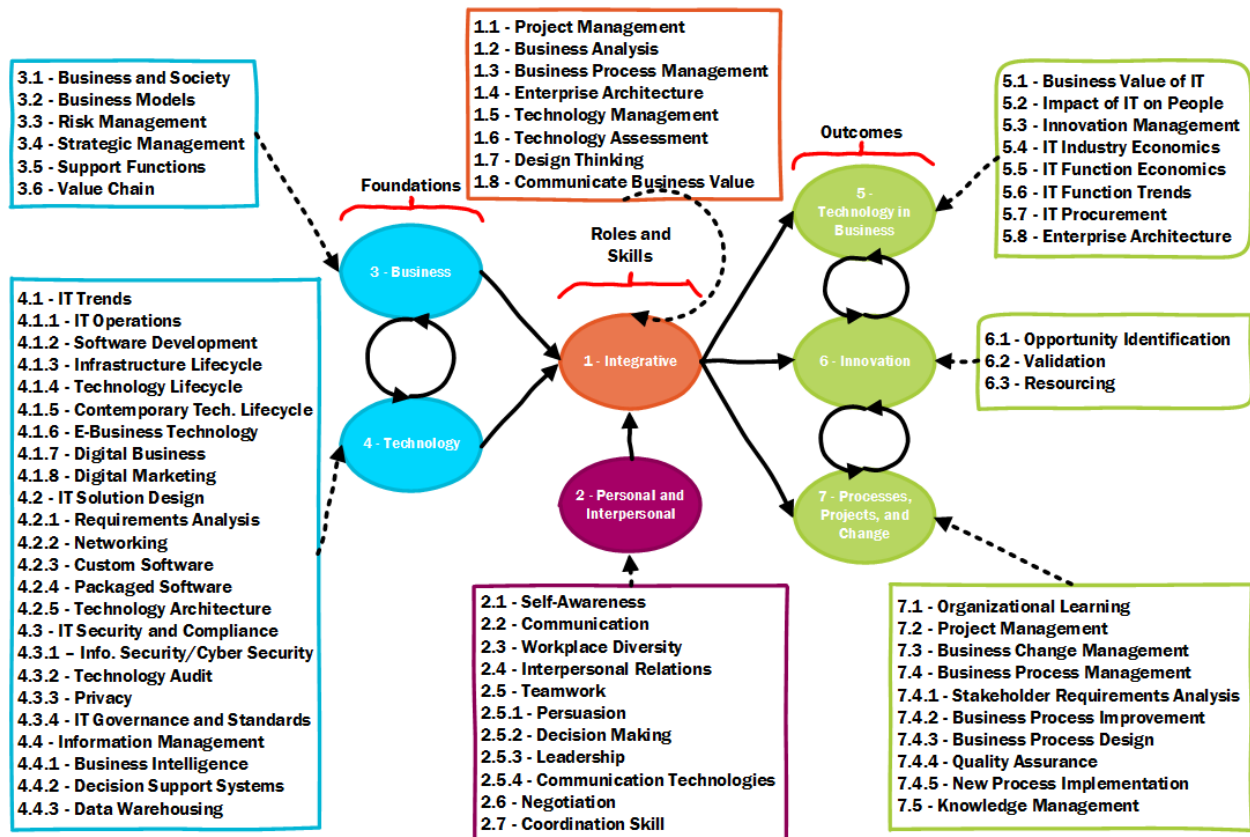 3.1 - Business and Society
3.2 - Business Models
3.3 - Risk Management
3.4 - Strategic Management
3.5 - Support Functions
3.6 - Value Chain
1.1 - Project Management
1.2 - Business Analysis
1.3 - Business Process Management
1.4 - Enterprise Architecture
1.5 - Technology Management
1.6 - Technology Assessment
1.7 - Design Thinking
1.8 - Communicate Business Value
5.1 - Business Value of IT
5.2 - Impact of IT on People
5.3 - Innovation Management
5.4 - IT Industry Economics
5.5 - IT Function Economics
5.6 - IT Function Trends
5.7 - IT Procurement
5.8 - Enterprise Architecture
Foundations
Roles and
Skills
Outcomes
3 - Business
4 - Technology
1 - Integrative
2 - Personal and
Interpersonal
5 -
Technology in
Business
6 - Innovation
7 - Processes,
Projects, and
Change
6.1 - Opportunity Identification
6.2 - Validation
6.3 - Resourcing
4.1 - IT Trends
4.1.1 - IT Operations
4.1.2 - Software Development
4.1.3 - Infrastructure Lifecycle
4.1.4 - Technology Lifecycle
4.1.5 - Contemporary Tech. Lifecycle
4.1.6 - E-Business Technology
4.1.7 - Digital Business
4.1.8 - Digital Marketing
4.2 - IT Solution Design
4.2.1 - Requirements Analysis
4.2.2 - Networking
4.2.3 - Custom Software
4.2.4 - Packaged Software
4.2.5 - Technology Architecture
4.3 - IT Security and Compliance
4.3.1 – Info. Security/Cyber Security
4.3.2 - Technology Audit
4.3.3 - Privacy
4.3.4 - IT Governance and Standards
4.4 - Information Management
4.4.1 - Business Intelligence
4.4.2 - Decision Support Systems
4.4.3 - Data Warehousing
2.1 - Self-Awareness
2.2 - Communication
2.3 - Workplace Diversity
2.4 - Interpersonal Relations
2.5 - Teamwork
2.5.1 - Persuasion
2.5.2 - Decision Making
2.5.3 - Leadership
2.5.4 - Communication Technologies
2.6 - Negotiation
2.7 - Coordination Skill
7.1 - Organizational Learning
7.2 - Project Management
7.3 - Business Change Management
7.4 - Business Process Management
7.4.1 - Stakeholder Requirements Analysis
7.4.2 - Business Process Improvement
7.4.3 - Business Process Design
7.4.4 - Quality Assurance
7.4.5 - New Process Implementation
7.5 - Knowledge Management